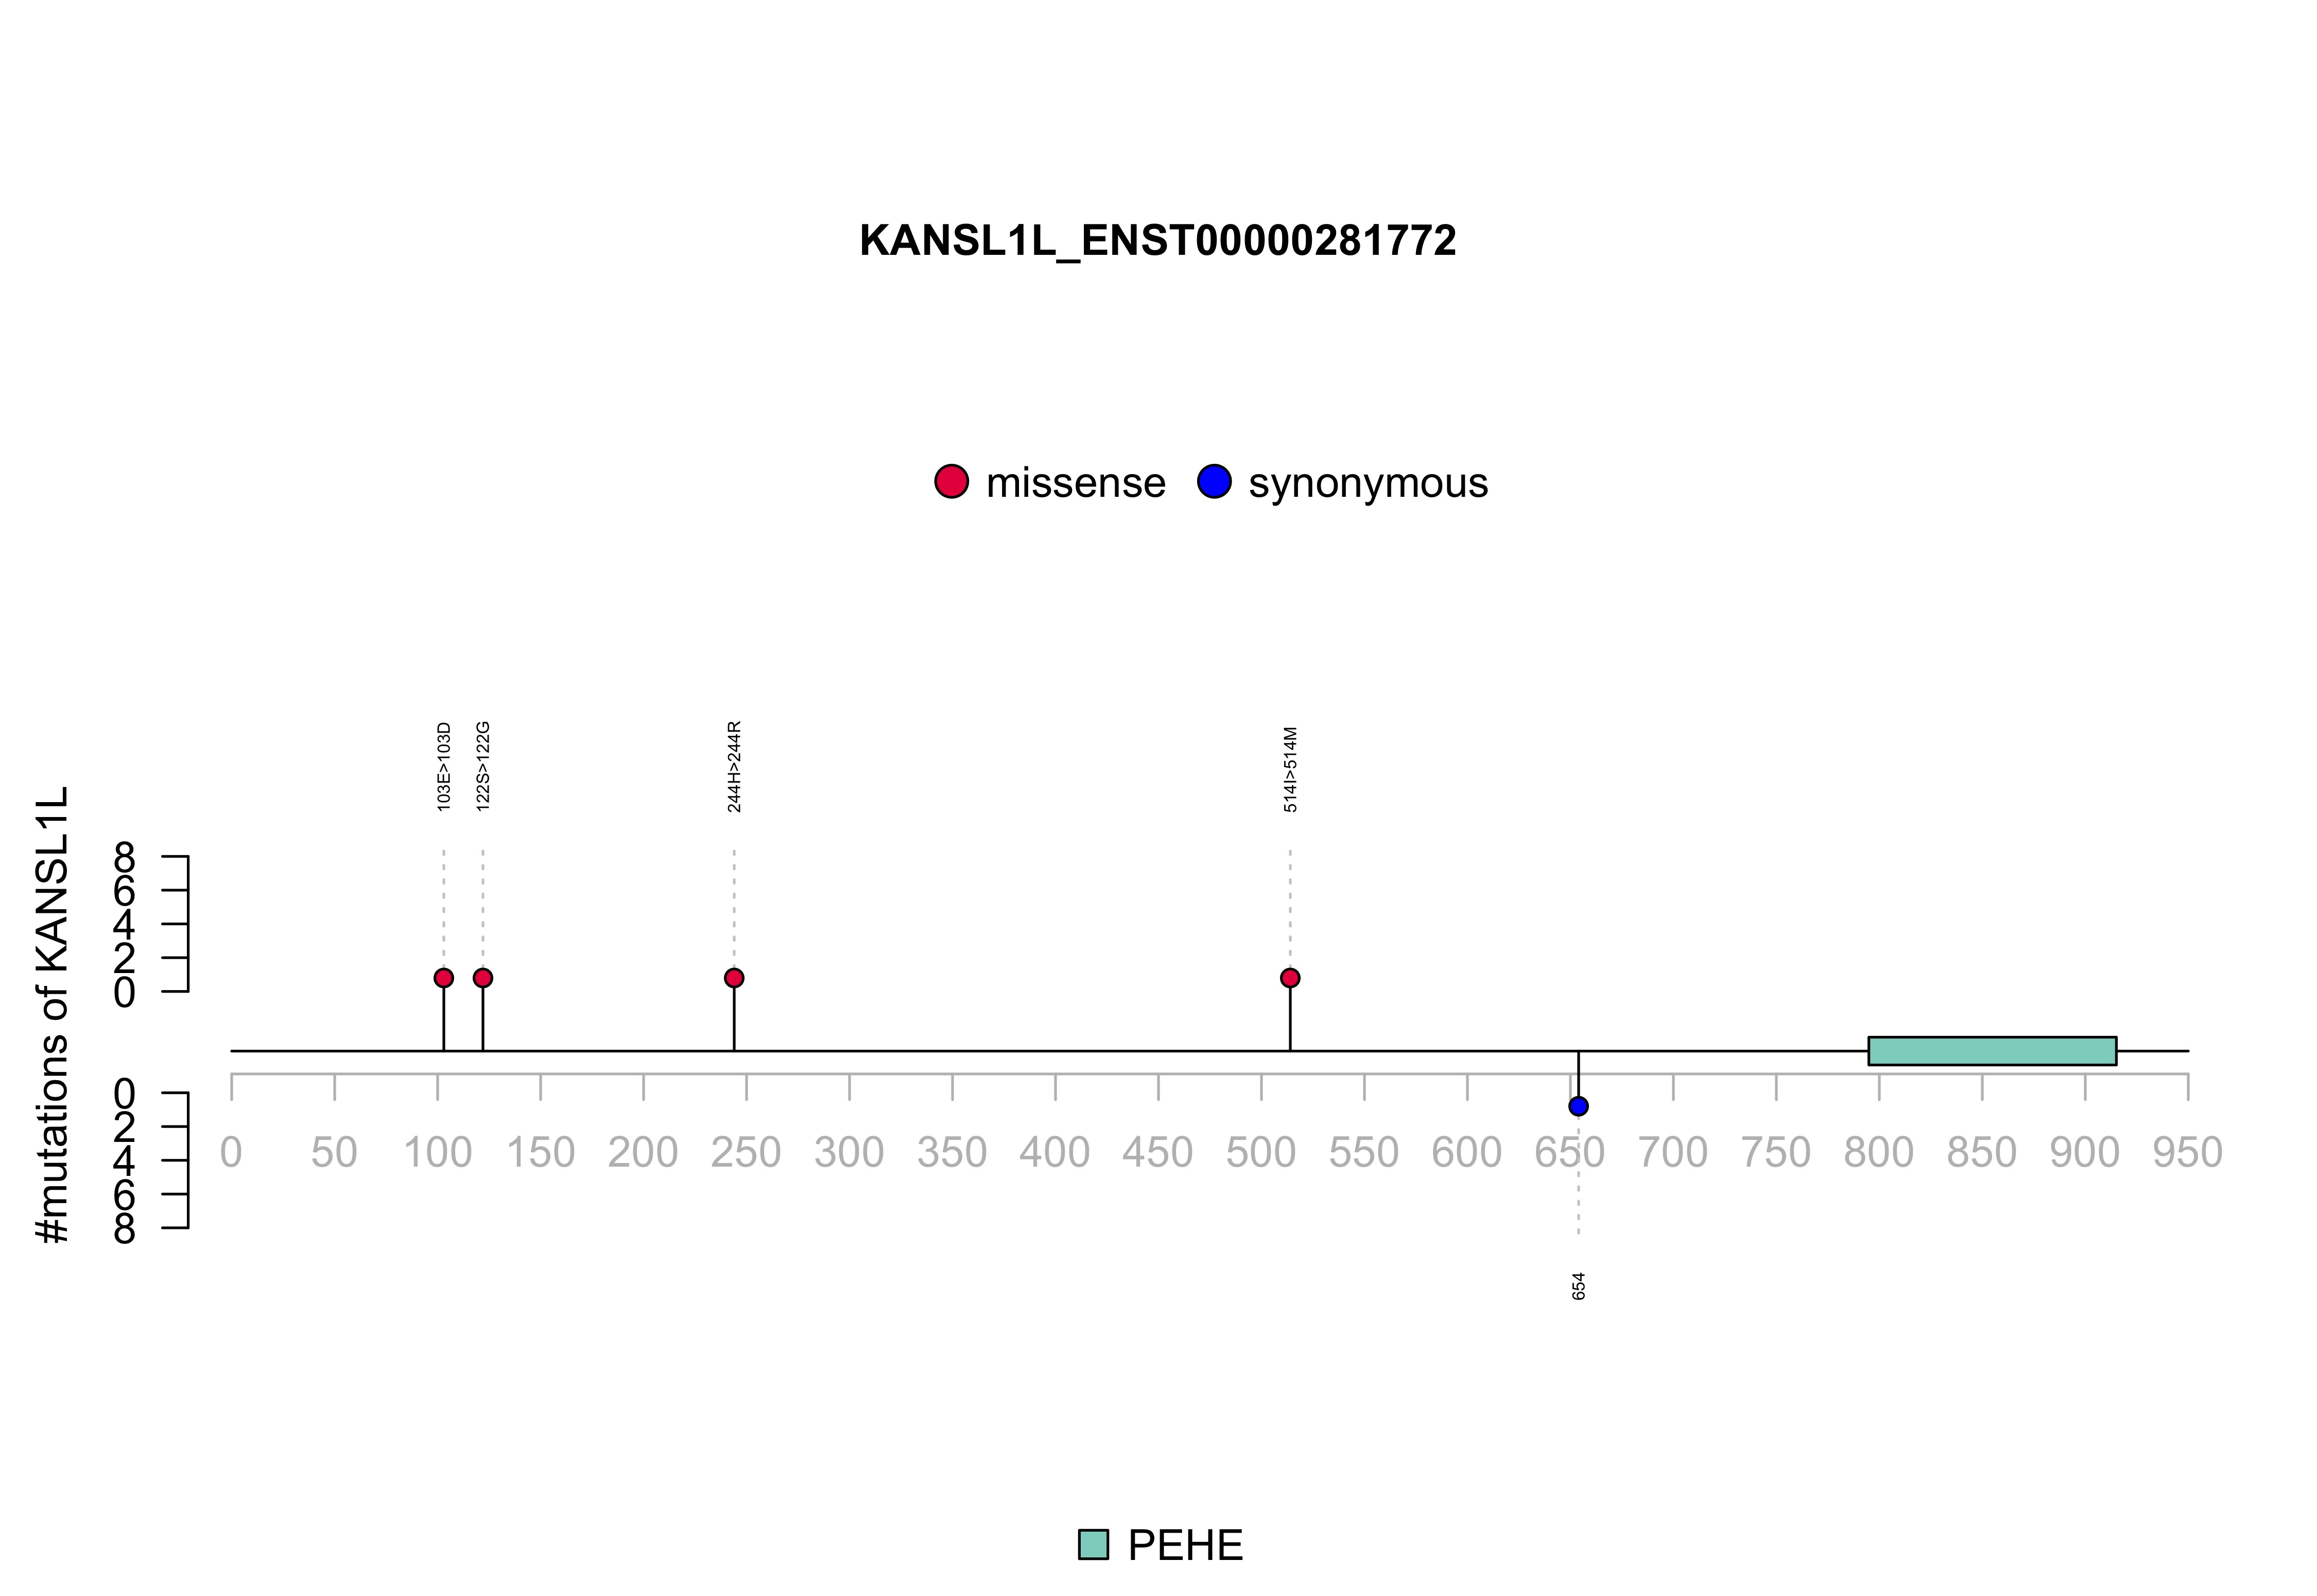 KANSL1L_ENST00000281772
missense synonymous
103E>103D
122S>122G
244H>244R
514I>514M
#mutations of KANSL1L
8
6
4
2
0
0
2
4
6
8
0 50 100 150 200 250 300 350 400 450 500 550 600 650 700 750 800 850 900 950
654
PEHE